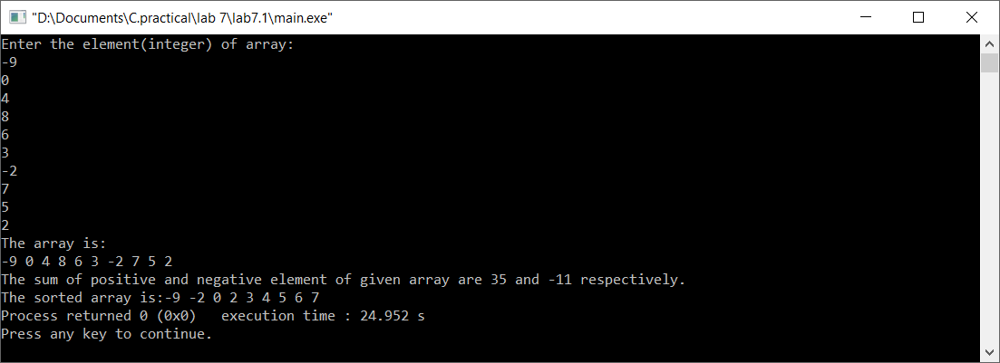 "D:\Documents\C.practical\lab 7\lab7.1\main.exe"
Enter the element(integer) of array:
-9
0
4
8
6
3
-2
7
5
2
The array is:
-9 0 4 8 6 3 -2 7 5 2
The sum of positive and negative element of given array are 35 and -11 respectively.
The sorted array is:-9 -2 0 2 3 4 5 6 7
Process returned 0 (0x0)   execution time : 24.952 s
Press any key to continue.